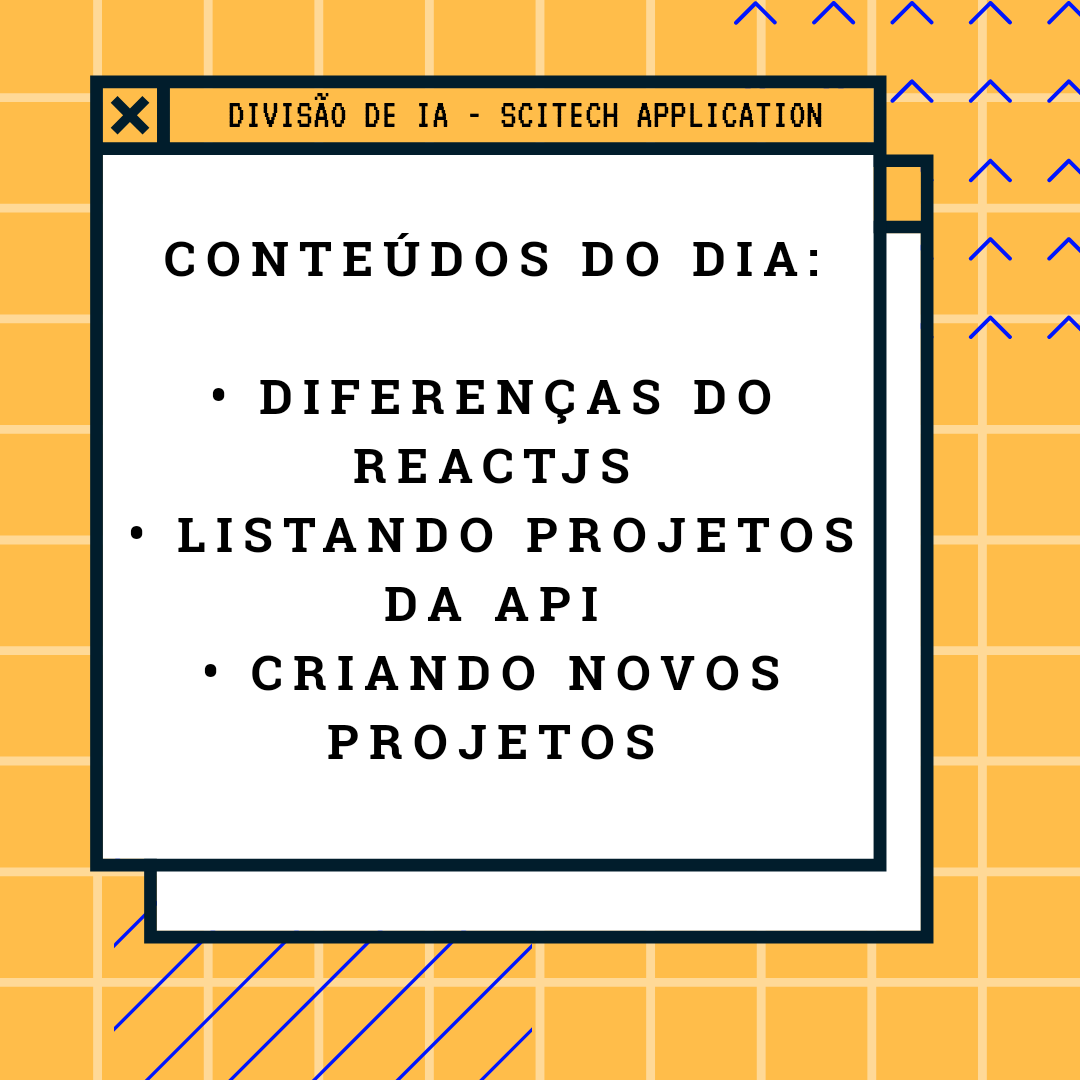 DIVISÃO DE IA - SCITECH APPLICATION
CONTEÚDOS DO DIA:
• DIFERENÇAS DO
REACTJS
• LISTANDO PROJETOS
DA API
• CRIANDO NOVOS
PROJETOS